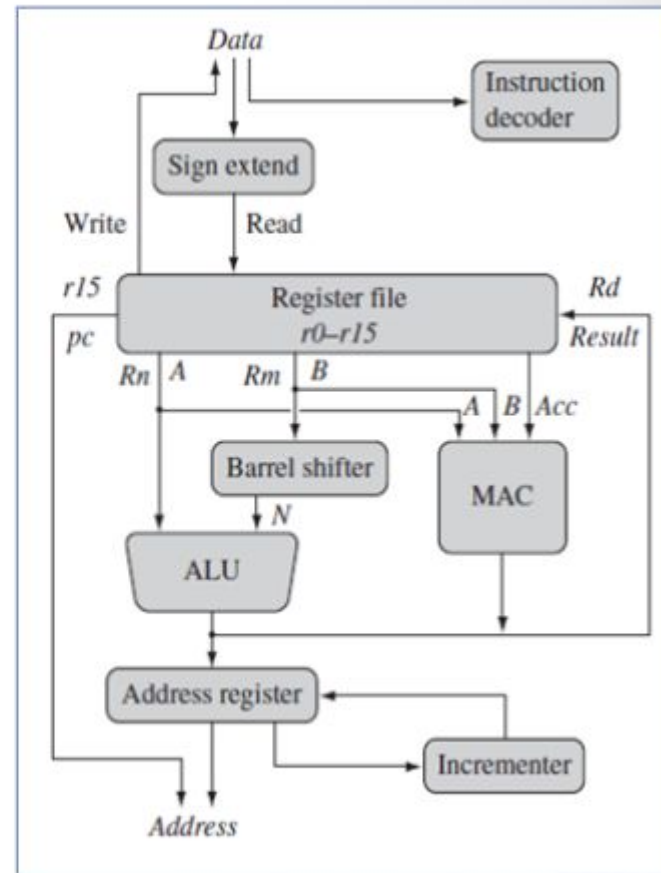 Data
Instruction
decoder
Sign extend
Write
Read
r15
Register file
Rd
pc
r0–r15
Result
Rn
A
Rm
B
A
B
Acc
Barrel shifter
MAC
N
ALU
Address register
Incrementer
Address